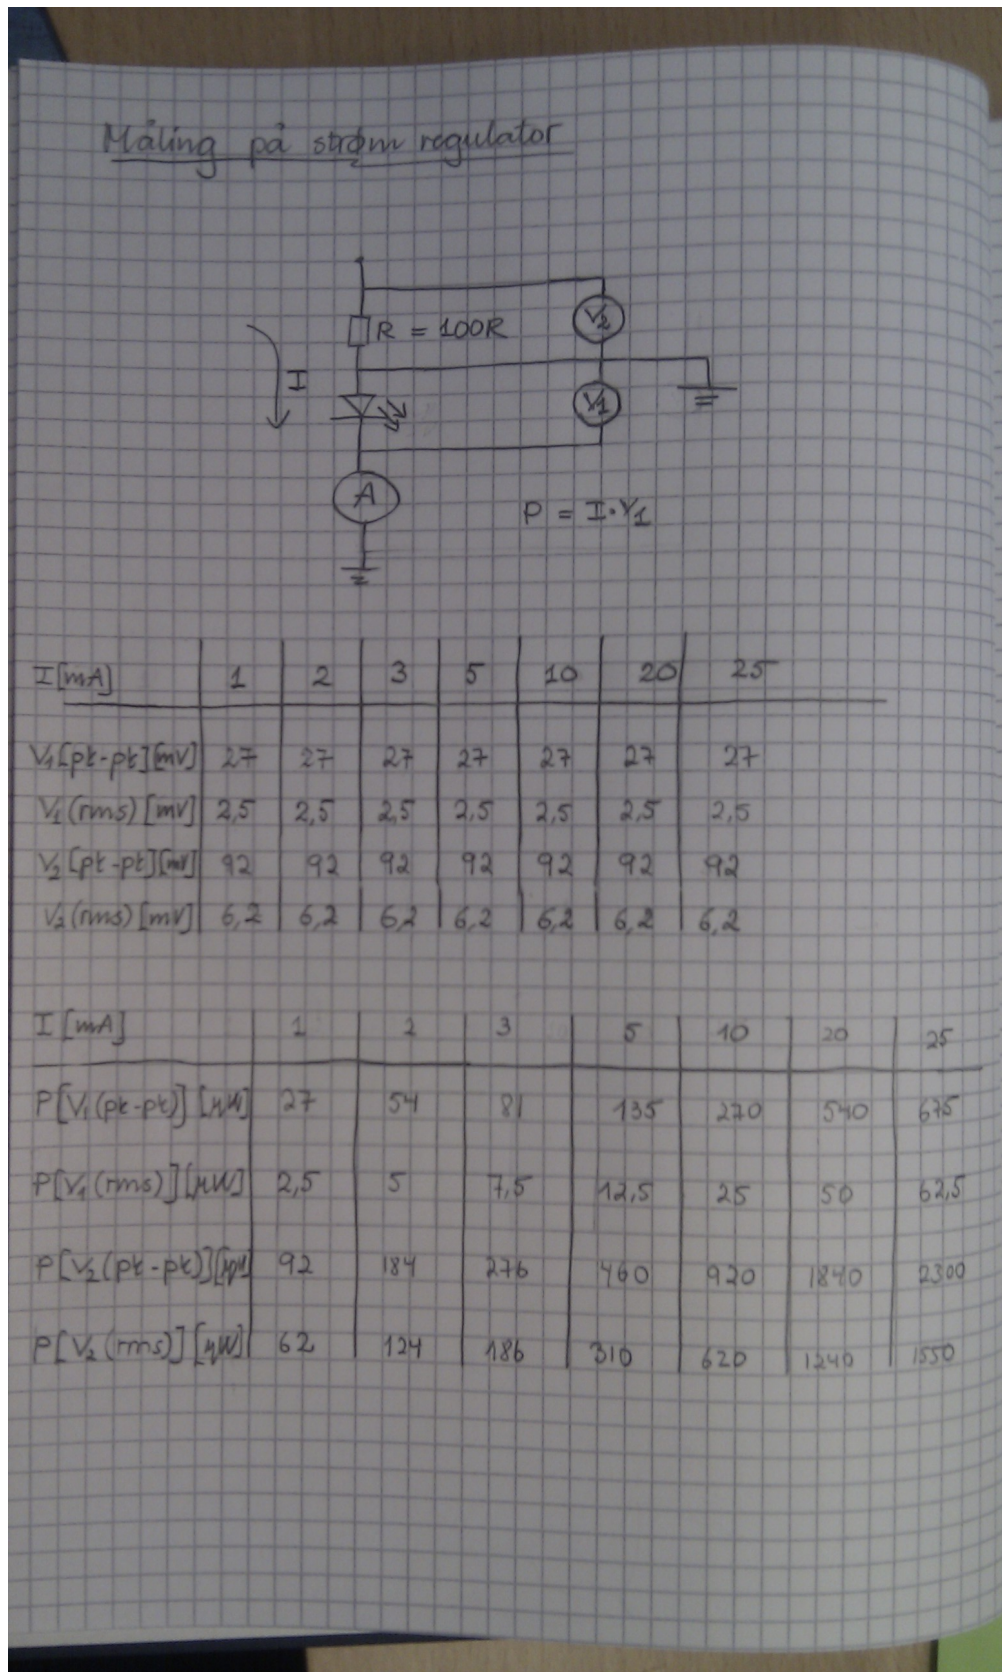 Måling på strøm regulator
V2
R = 100R
I
V1
A
P = I·V1
I [mA] 1 2 3 5 10 20 25
V1 [pk-pk] [mV] 27 27 27 27 27 27 27
V1 (rms) [mV] 2,5 2,5 2,5 2,5 2,5 2,5 2,5
V2 [pk-pk] [mV] 92 92 92 92 92 92 92
V2 (rms) [mV] 6,2 6,2 6,2 6,2 6,2 6,2 6,2
I [mA] 1 2 3 5 10 20 25
P[V1 (pk-pk)] [µW] 27 54 81 135 270 540 675
P[V1 (rms)] [µW] 2,5 5 7,5 12,5 25 50 62,5
P[V2 (pk-pk)] [µW] 92 184 276 460 920 1840 2300
P[V2 (rms)] [µW] 62 124 186 310 620 1240 1550